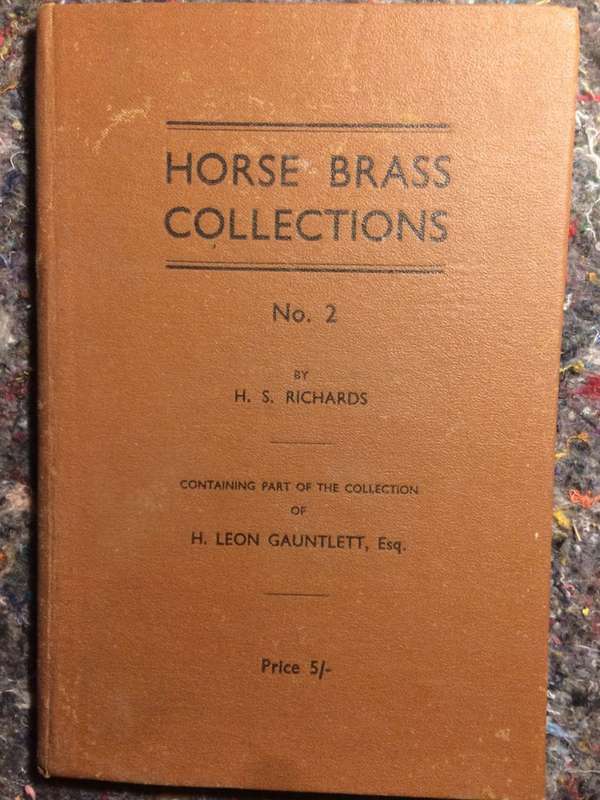 HORSE BRASS
COLLECTIONS
No. 2
BY
H. S. RICHARDS
CONTAINING PART OF THE COLLECTION
OF
H. LEON GAUNTLETT, Esq.
Price 5/-